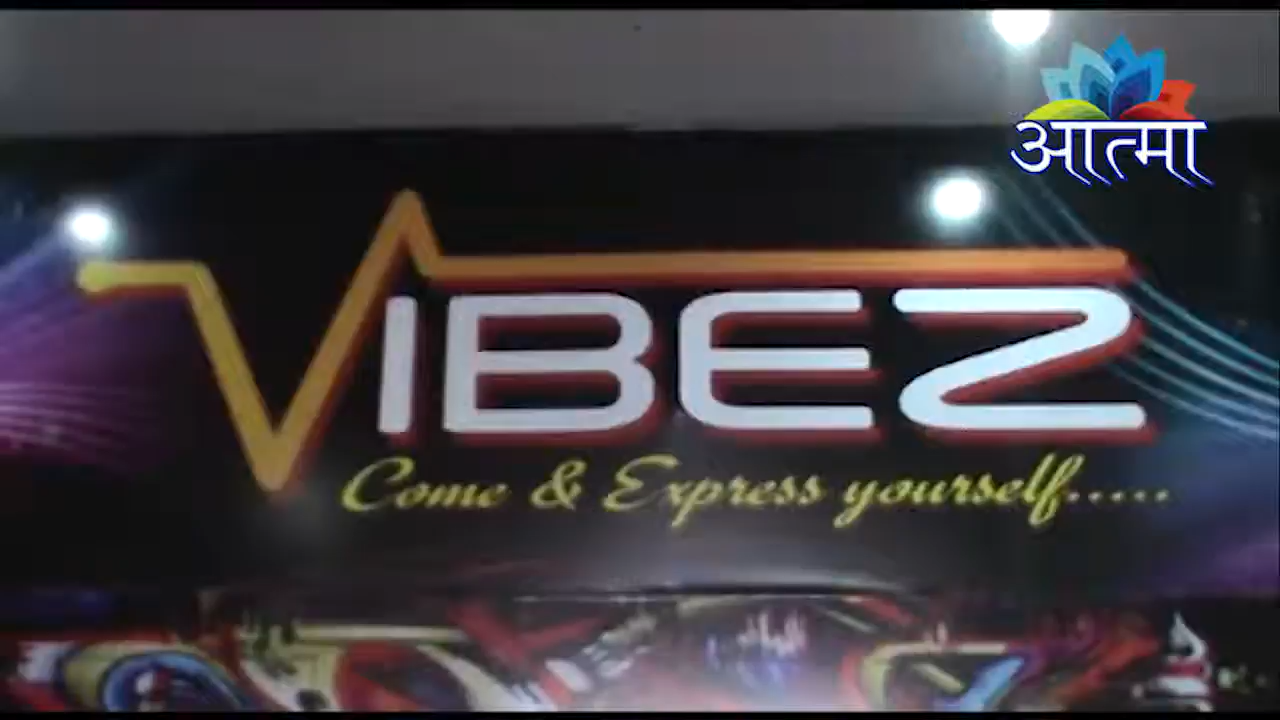 आत्मा
VIBEZ
Come & Express yourself.....